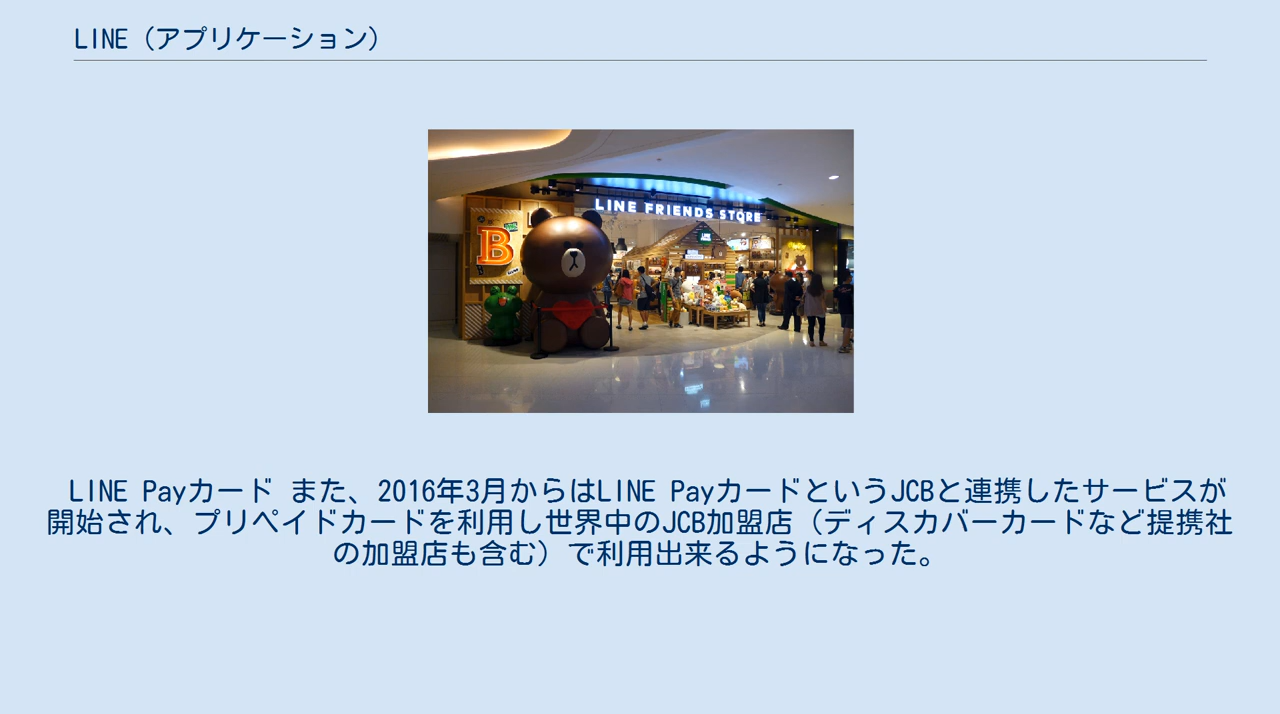 LINE（アプリケーション）
LINE FRIENDS STORE
B
LINE Payカード また、2016年3月からはLINE PayカードというJCBと連携したサービスが
開始され、プリペイドカードを利用し世界中のJCB加盟店（ディスカバーカードなど提携社
の加盟店も含む）で利用出来るようになった。